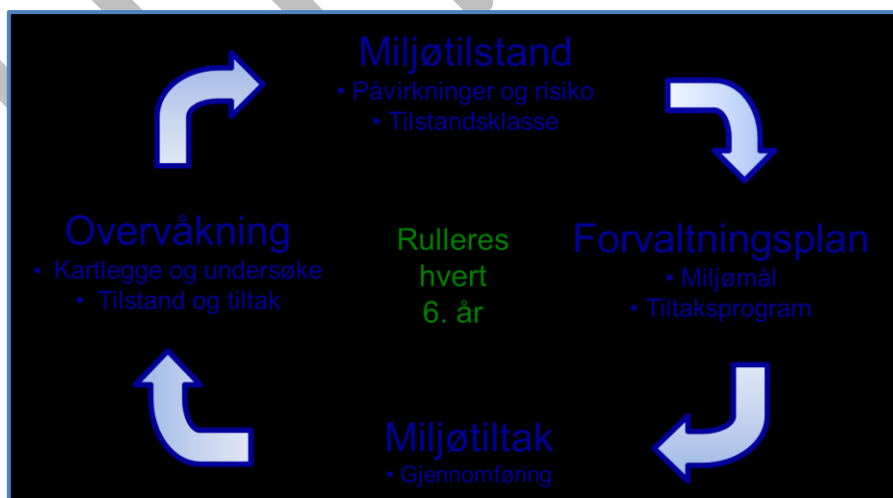 Miljøtilstand
• Påvirkninger og risiko
• Tilstandsklasse
Overvåkning
• Kartlegge og undersøke
• Tilstand og tiltak
Rulleres
hvert
6. år
Forvaltningsplan
• Miljømål
• Tiltaksprogram
Miljøtiltak
• Gjennomføring